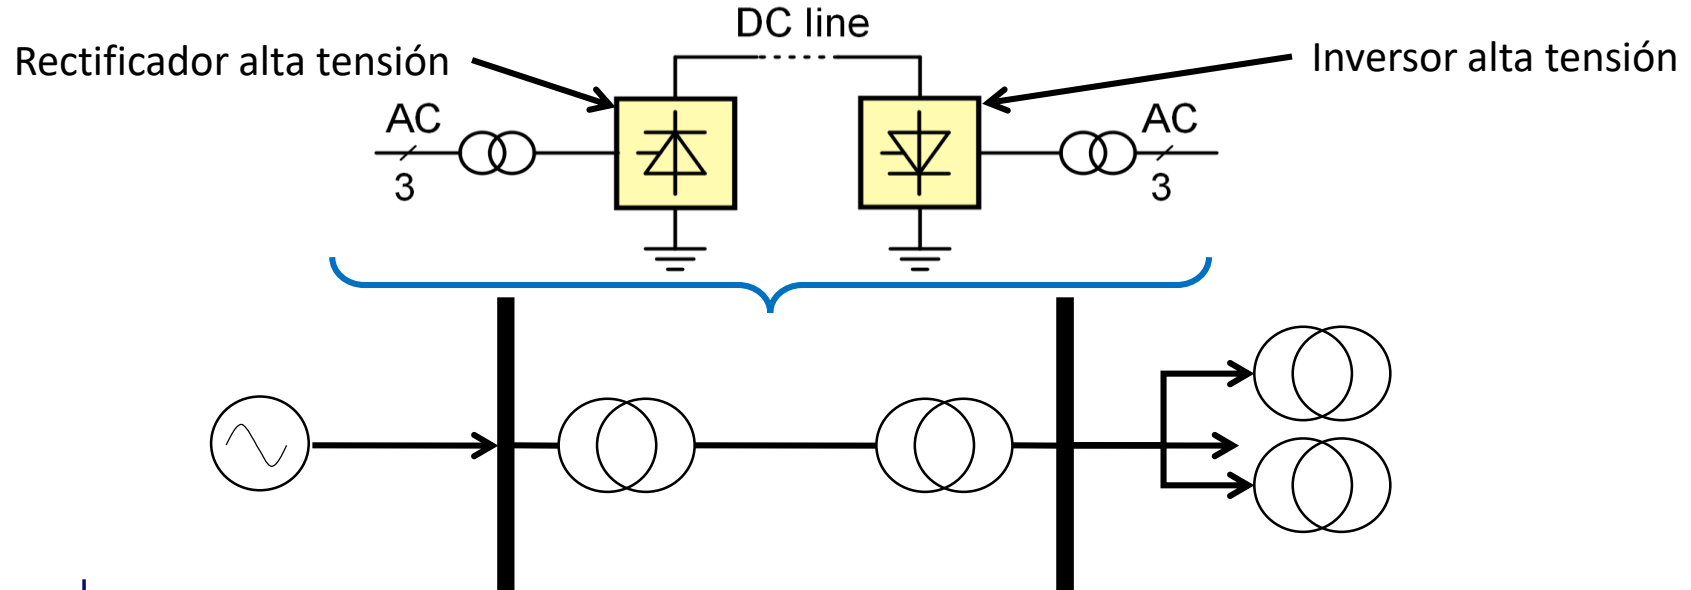 DC line
Rectificador alta tensión
Inversor alta tensión
AC
3
AC
3